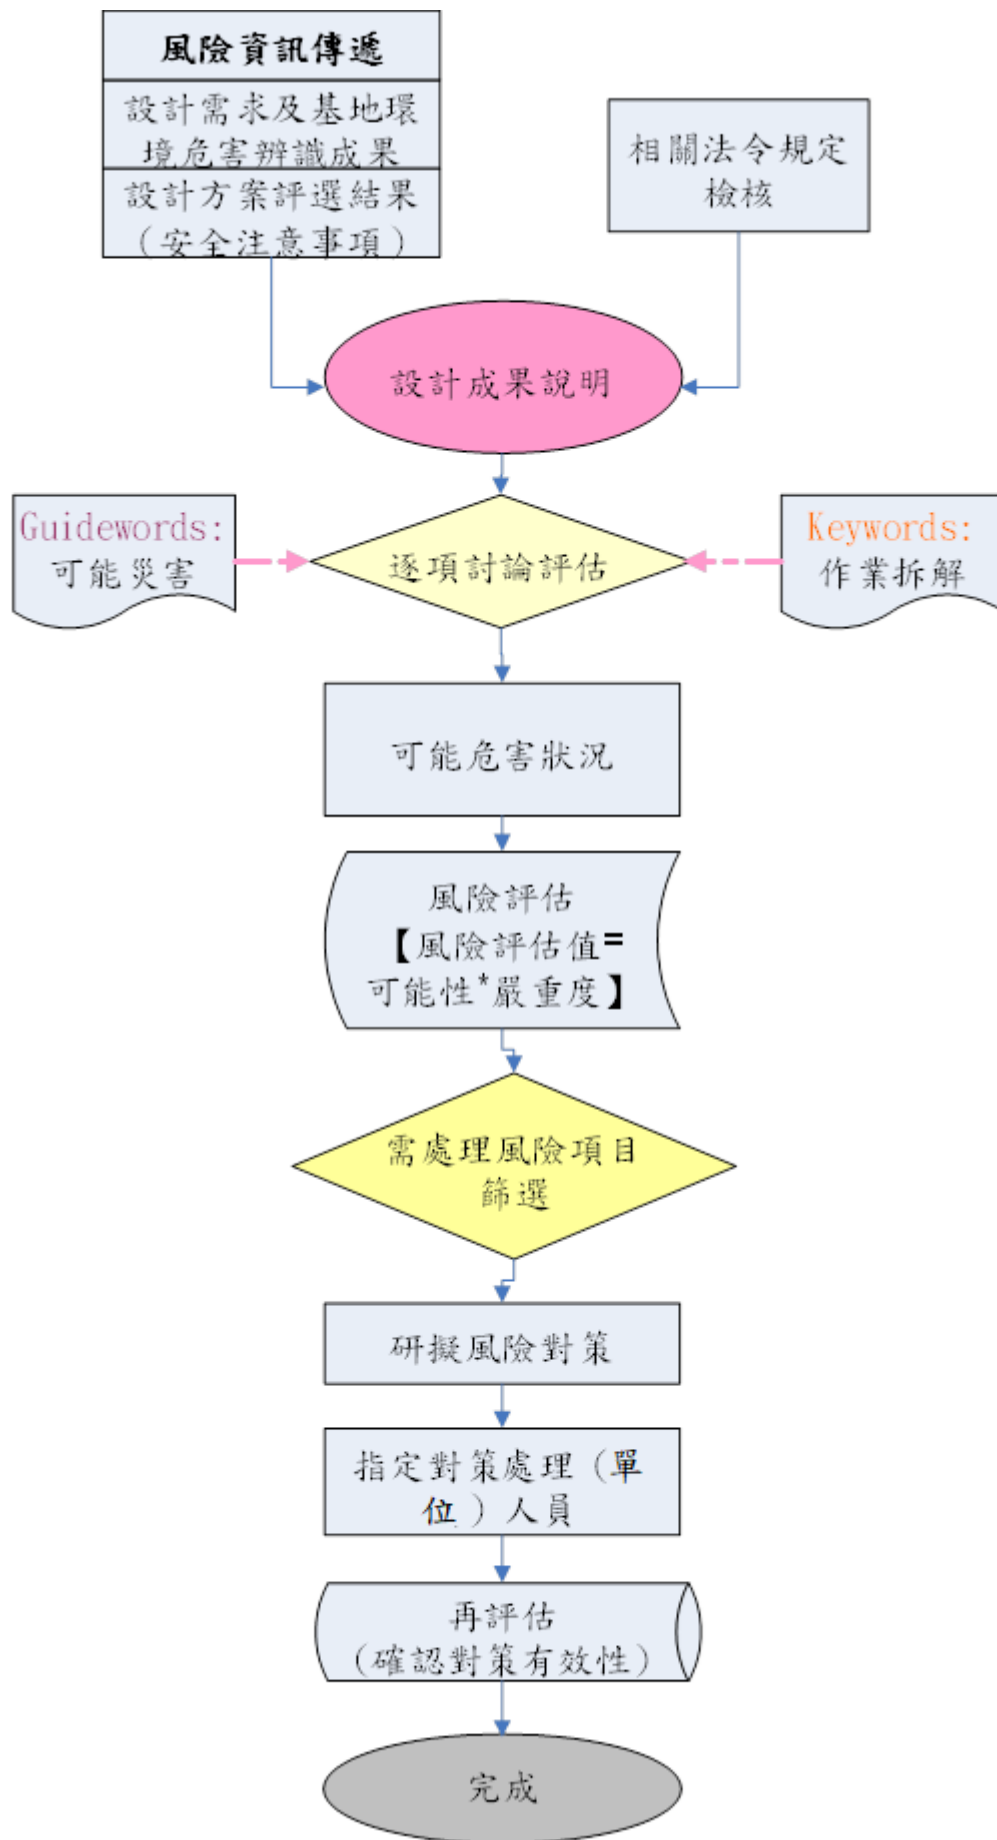 風險資訊傳遞
設計需求及基地環
境危害辨識成果
設計方案評選結果
（安全注意事項）
相關法令規定
檢核
設計成果說明
Guidewords:
可能災害
逐項討論評估
Keywords:
作業拆解
可能危害狀況
風險評估
【風險評估值=
可能性*嚴重度】
需處理風險項目
篩選
研擬風險對策
指定對策處理（單
位）人員
再評估
（確認對策有效性）
完成